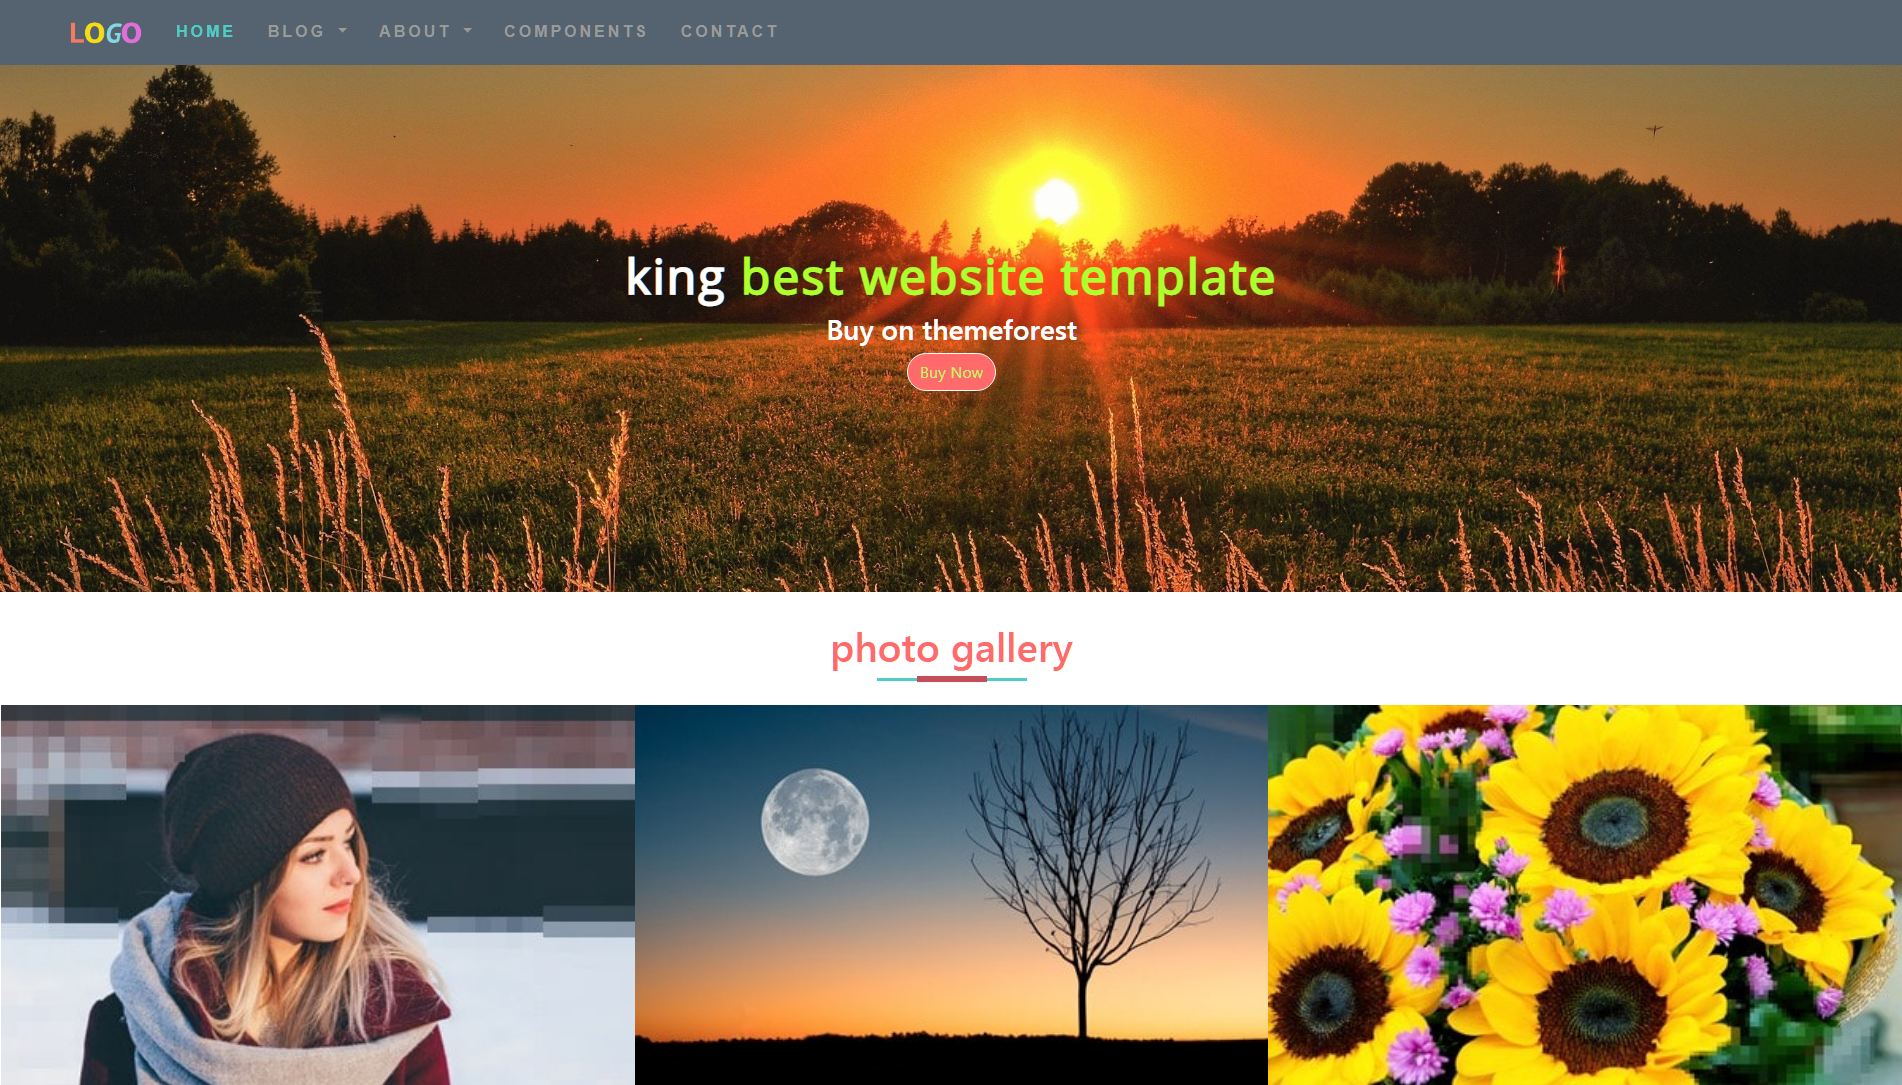 LOGO HOME BLOG ABOUT COMPONENTS CONTACT
king best website template
Buy on themeforest
Buy Now
photo gallery